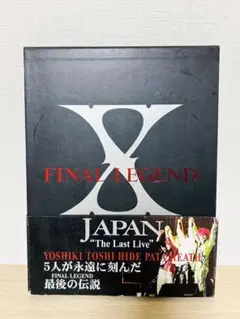 X
FINAL LEGEND
JAPAN
"The Last Live"
YOSHIKI TOSHI HIDE PATA HEATH
5人が永遠に刻んだ
FINAL LEGEND
最後の伝説